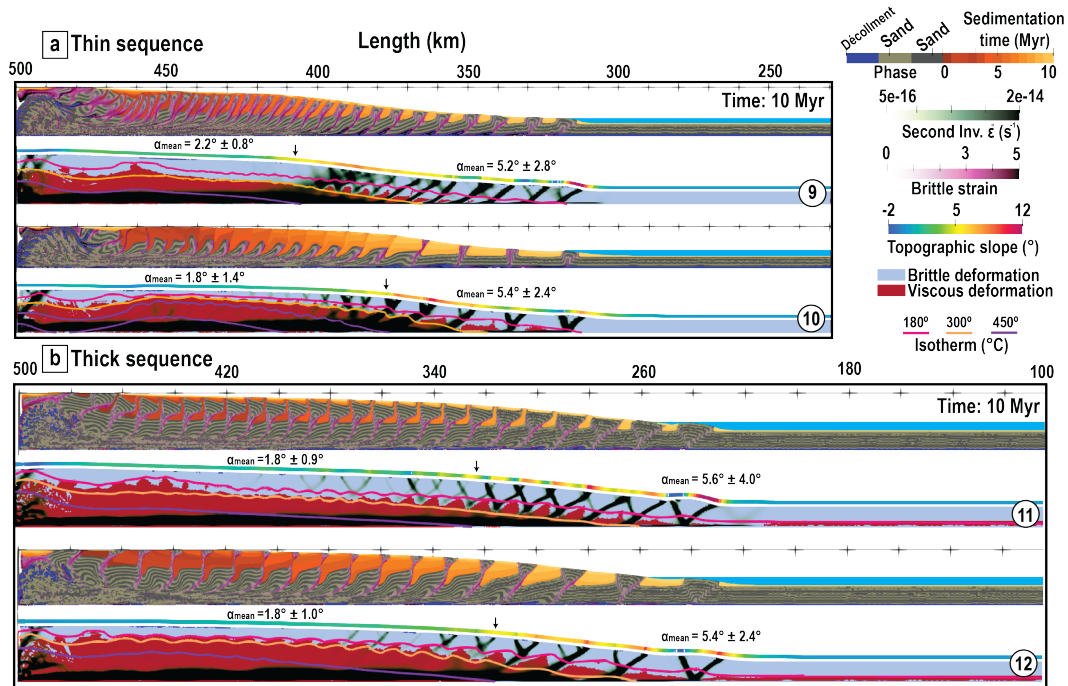 a Thin sequence
Length (km)
500 450 400 350 300 250
Time: 10 Myr
αmean = 2.2° ± 0.8°
αmean = 5.2° ± 2.8°
9
αmean = 1.8° ± 1.4°
αmean = 5.4° ± 2.4°
10
b Thick sequence
500 420 340 260 180 100
Time: 10 Myr
αmean =1.8° ± 0.9°
αmean = 5.6° ± 4.0°
11
αmean =1.8° ± 1.0°
αmean = 5.4° ± 2.4°
12
Décollment Sand Sand Sedimentation
time (Myr)
Phase 0 5 10
5e-16 2e-14
Second Inv. ε̇ (s⁻¹)
0 3 5
Brittle strain
-2 5 12
Topographic slope (°)
Brittle deformation
Viscous deformation
180º 300º 450º
Isotherm (°C)